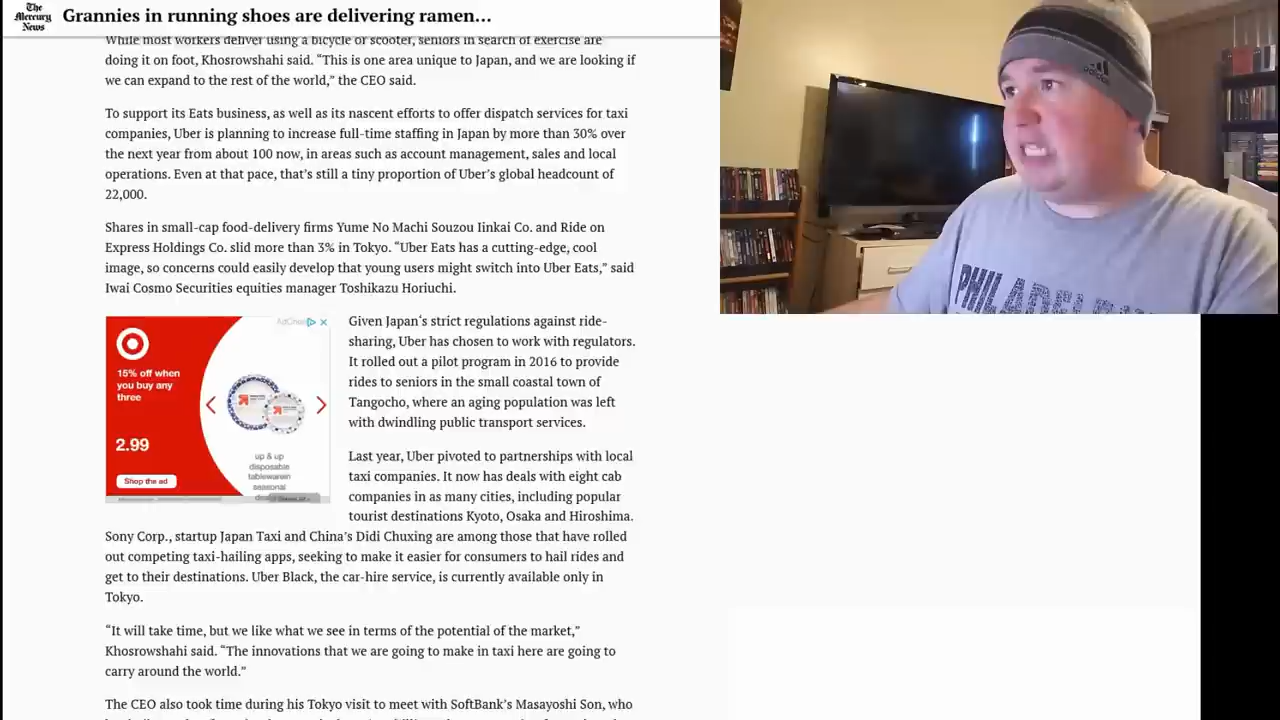 The
Mercury
News
Grannies in running shoes are delivering ramen...
While most workers deliver using a bicycle or scooter, seniors in search of exercise are
doing it on foot, Khosrowshahi said. “This is one area unique to Japan, and we are looking if
we can expand to the rest of the world,” the CEO said.
To support its Eats business, as well as its nascent efforts to offer dispatch services for taxi
companies, Uber is planning to increase full-time staffing in Japan by more than 30% over
the next year from about 100 now, in areas such as account management, sales and local
operations. Even at that pace, that’s still a tiny proportion of Uber’s global headcount of
22,000.
Shares in small-cap food-delivery firms Yume No Machi Souzou Iinkai Co. and Ride on
Express Holdings Co. slid more than 3% in Tokyo. “Uber Eats has a cutting-edge, cool
image, so concerns could easily develop that young users might switch into Uber Eats,” said
Iwai Cosmo Securities equities manager Toshikazu Horiuchi.
15% off when
you buy any
three
2.99
Shop the ad
up & up
disposable
tablewarein
seasonal
Given Japan’s strict regulations against ride-
sharing, Uber has chosen to work with regulators.
It rolled out a pilot program in 2016 to provide
rides to seniors in the small coastal town of
Tangocho, where an aging population was left
with dwindling public transport services.
Last year, Uber pivoted to partnerships with local
taxi companies. It now has deals with eight cab
companies in as many cities, including popular
tourist destinations Kyoto, Osaka and Hiroshima.
Sony Corp., startup Japan Taxi and China’s Didi Chuxing are among those that have rolled
out competing taxi-hailing apps, seeking to make it easier for consumers to hail rides and
get to their destinations. Uber Black, the car-hire service, is currently available only in
Tokyo.
“It will take time, but we like what we see in terms of the potential of the market,”
Khosrowshahi said. “The innovations that we are going to make in taxi here are going to
carry around the world.”
The CEO also took time during his Tokyo visit to meet with SoftBank’s Masayoshi Son, who
adidas
PHILADELPH